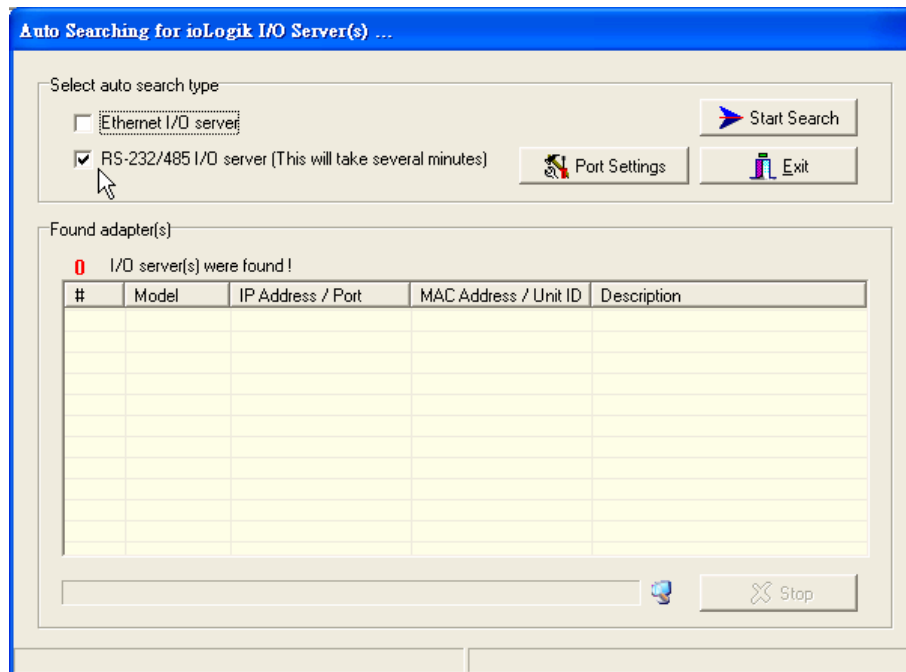 Auto Searching for ioLogik I/O Server(s) ...
Select auto search type
Ethernet I/O server
Start Search
RS-232/485 I/O server (This will take several minutes)
Port Settings
Exit
Found adapter(s)
0 I/O server(s) were found !
# Model IP Address / Port MAC Address / Unit ID Description
Stop